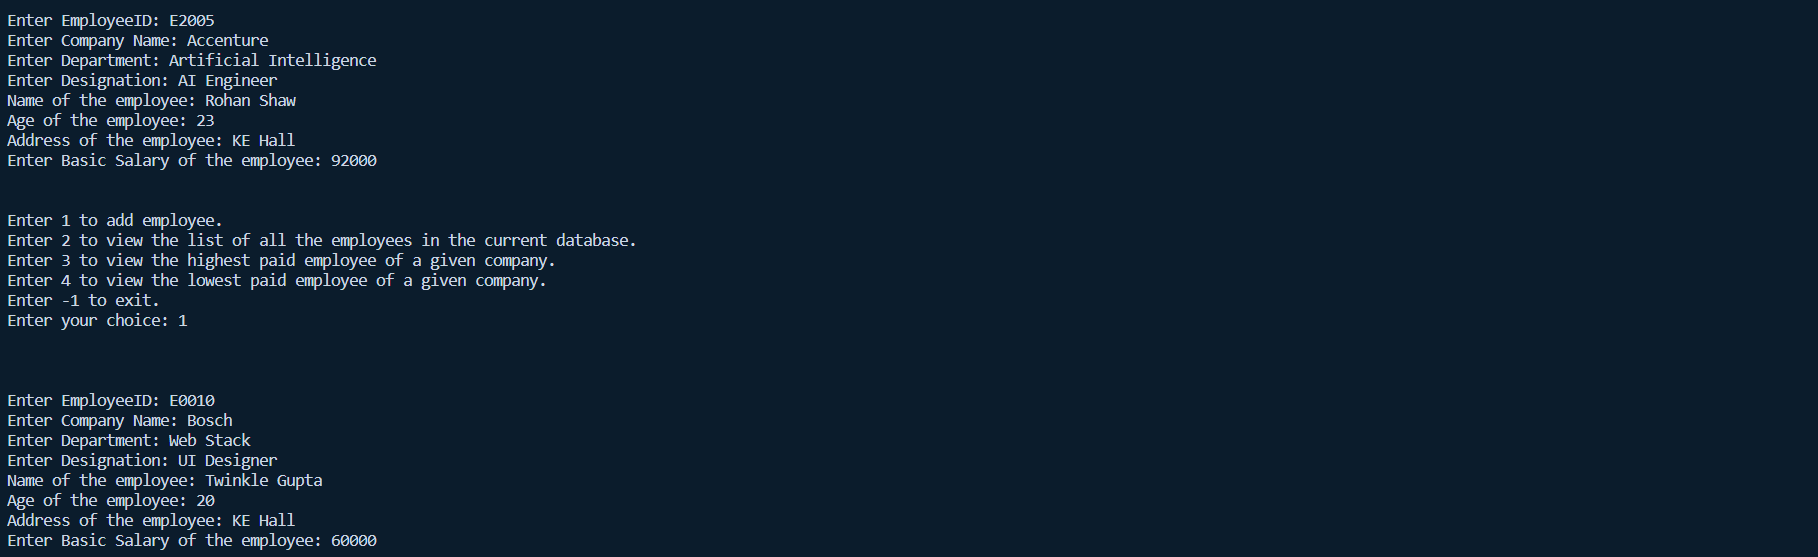 Enter EmployeeID: E2005
Enter Company Name: Accenture
Enter Department: Artificial Intelligence
Enter Designation: AI Engineer
Name of the employee: Rohan Shaw
Age of the employee: 23
Address of the employee: KE Hall
Enter Basic Salary of the employee: 92000
Enter 1 to add employee.
Enter 2 to view the list of all the employees in the current database.
Enter 3 to view the highest paid employee of a given company.
Enter 4 to view the lowest paid employee of a given company.
Enter -1 to exit.
Enter your choice: 1
Enter EmployeeID: E0010
Enter Company Name: Bosch
Enter Department: Web Stack
Enter Designation: UI Designer
Name of the employee: Twinkle Gupta
Age of the employee: 20
Address of the employee: KE Hall
Enter Basic Salary of the employee: 60000